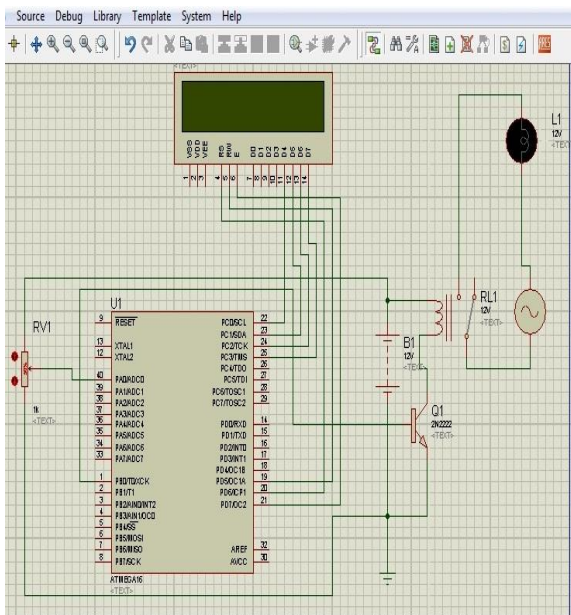 Source Debug Library Template System Help
<TEXT>
VSS
VDD
VEE
RS
RW
E
D0
D1
D2
D3
D4
D5
D6
D7
1
2
3
4
5
6
7
8
9
10
11
12
13
14
L1
12V
<TEXT>
RL1
12V
<TEXT>
B1
12V
<TEXT>
Q1
2N2222
<TEXT>
RV1
1k
<TEXT>
U1
9 RESET
13 XTAL1
12 XTAL2
40 PA0/ADC0
39 PA1/ADC1
38 PA2/ADC2
37 PA3/ADC3
36 PA4/ADC4
35 PA5/ADC5
34 PA6/ADC6
33 PA7/ADC7
1 PB0/T0/XCK
2 PB1/T1
3 PB2/AIN0/INT2
4 PB3/AIN1/OC0
5 PB4/SS
6 PB5/MOSI
7 PB6/MISO
8 PB7/SCK
PC0/SCL 22
PC1/SDA 23
PC2/TCK 24
PC3/TMS 25
PC4/TDO 26
PC5/TDI 27
PC6/TOSC1 28
PC7/TOSC2 29
PD0/RXD 14
PD1/TXD 15
PD2/INT0 16
PD3/INT1 17
PD4/OC1B 18
PD5/OC1A 19
PD6/ICP1 20
PD7/OC2 21
AREF 32
AVCC 30
ATMEGA16
<TEXT>